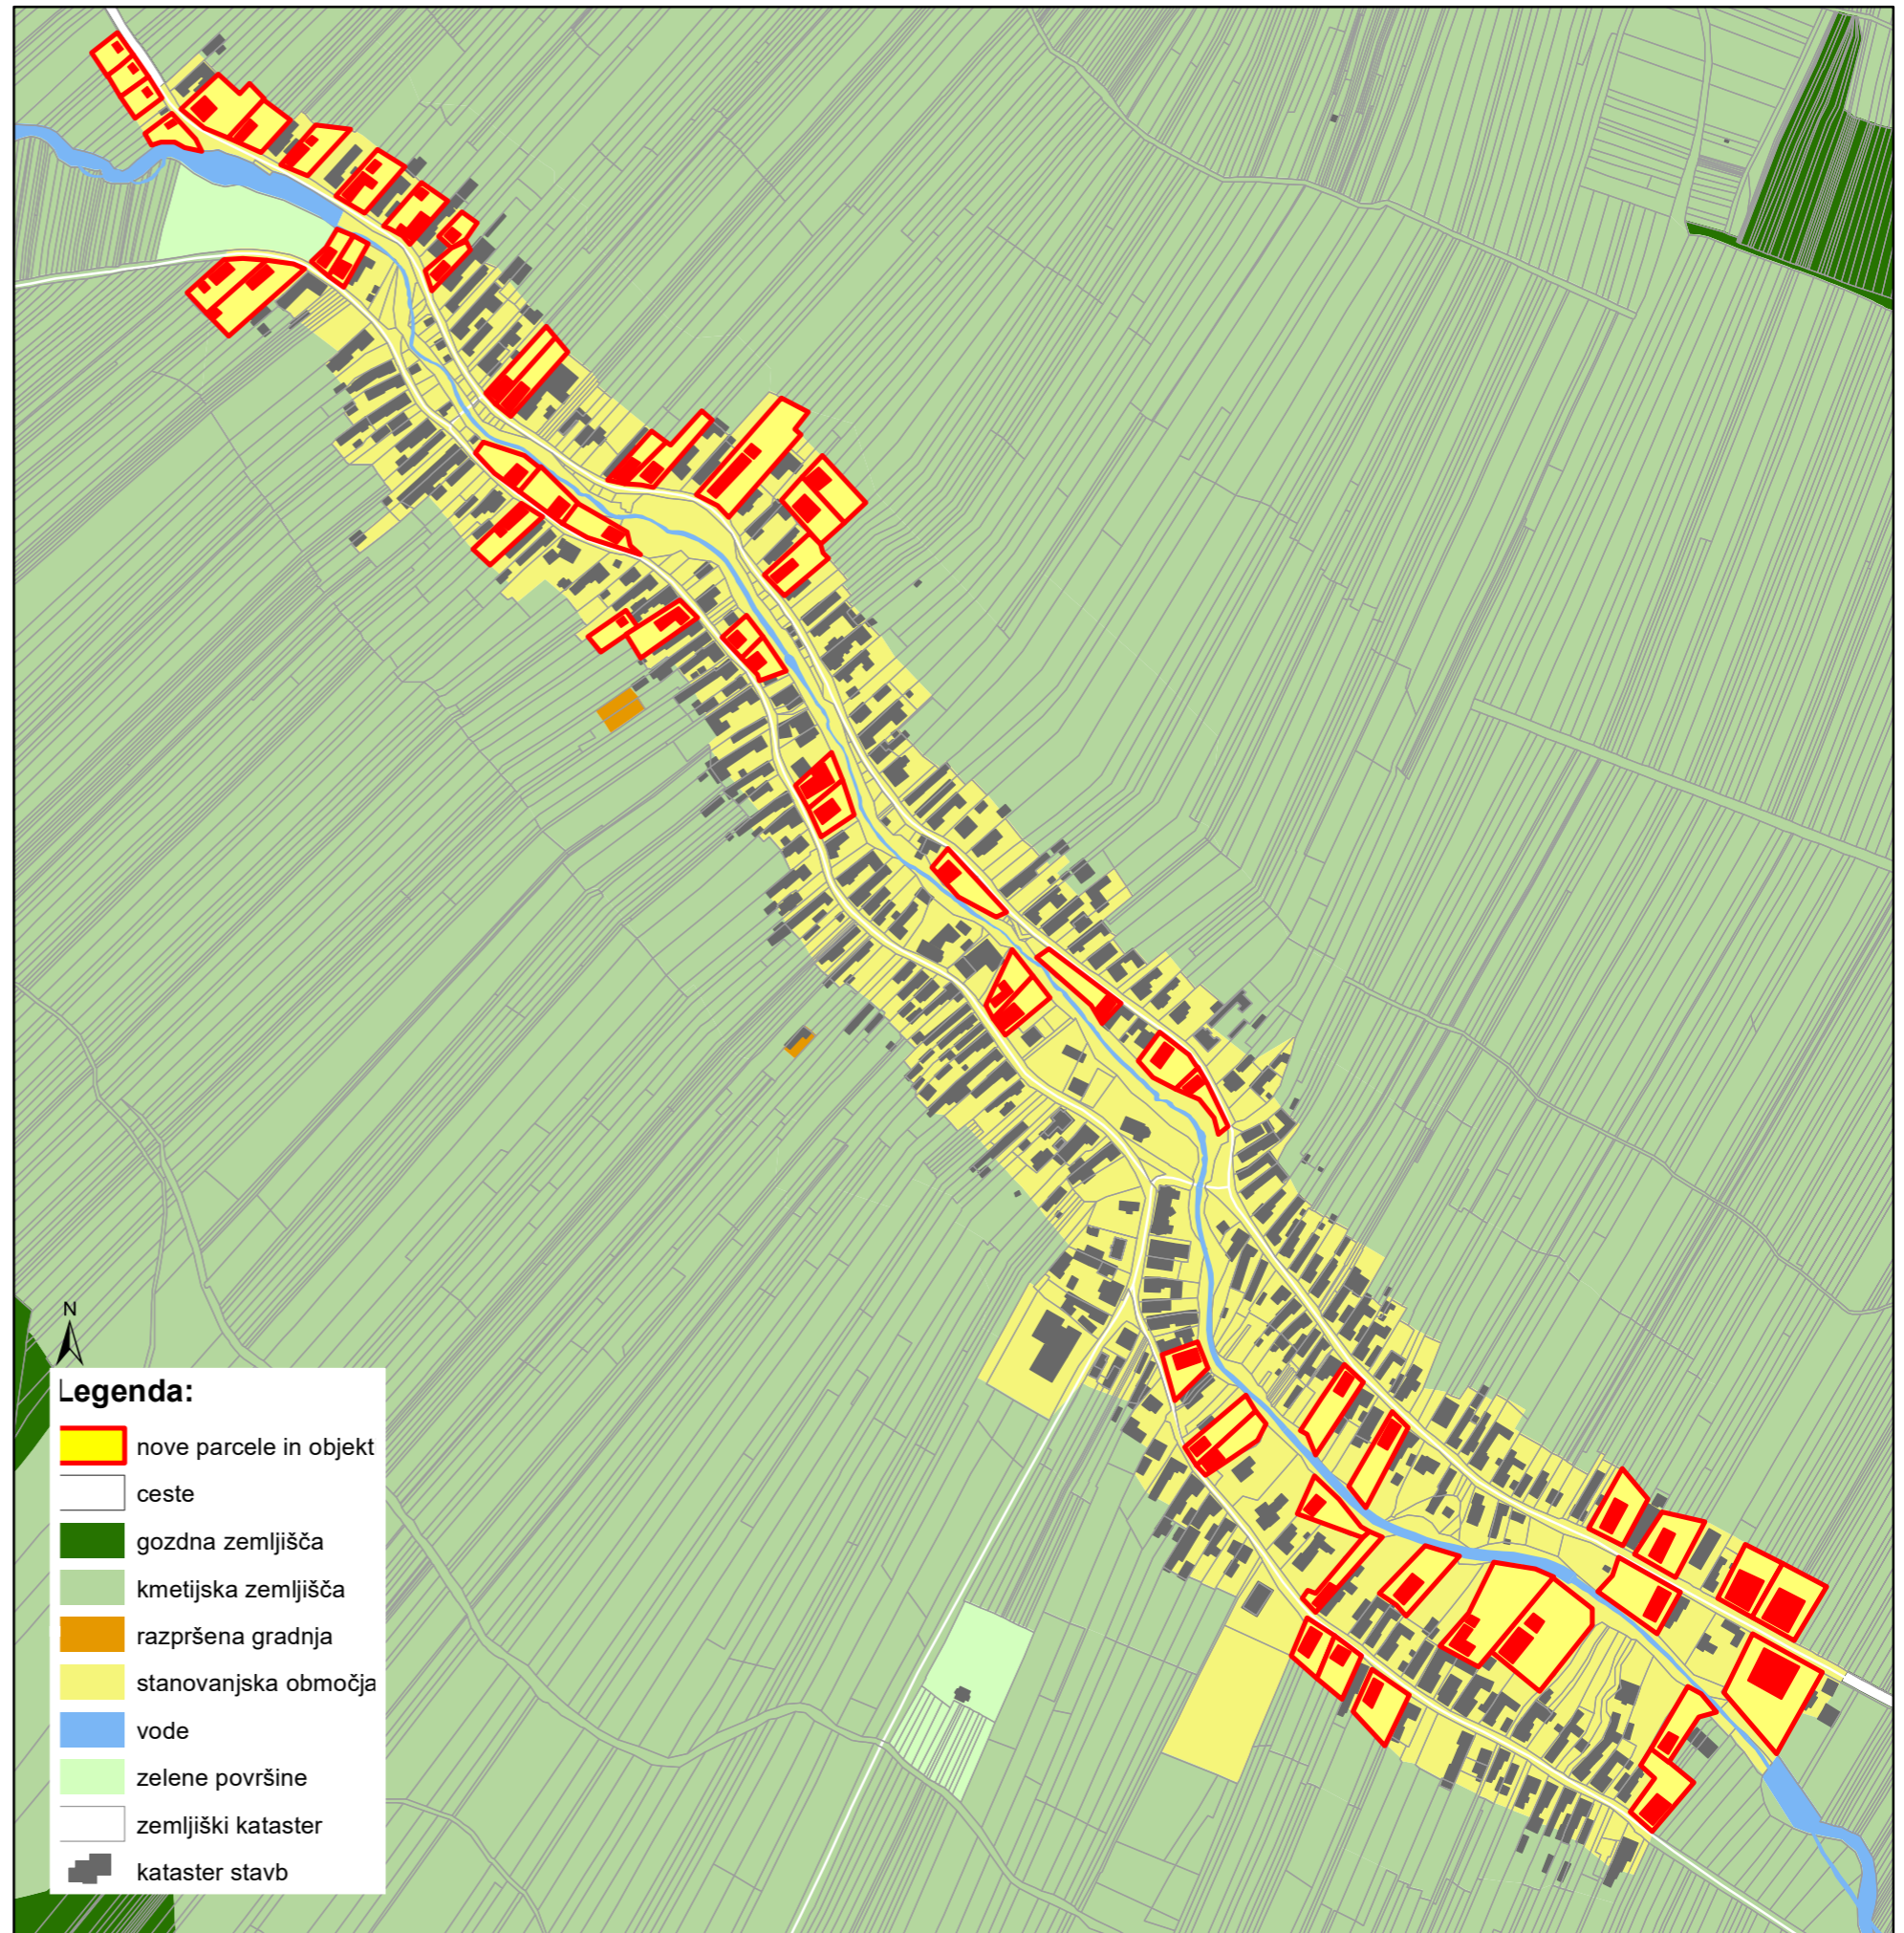 N
Legenda:
nove parcele in objekt
ceste
gozdna zemljišča
kmetijska zemljišča
razpršena gradnja
stanovanjska območja
vode
zelene površine
zemljiški kataster
kataster stavb